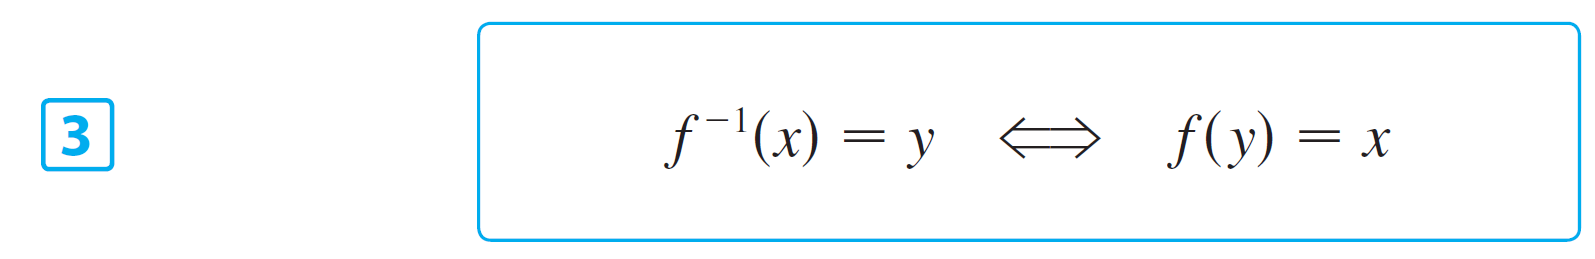 3
f⁻¹(x) = y ⟺ f(y) = x